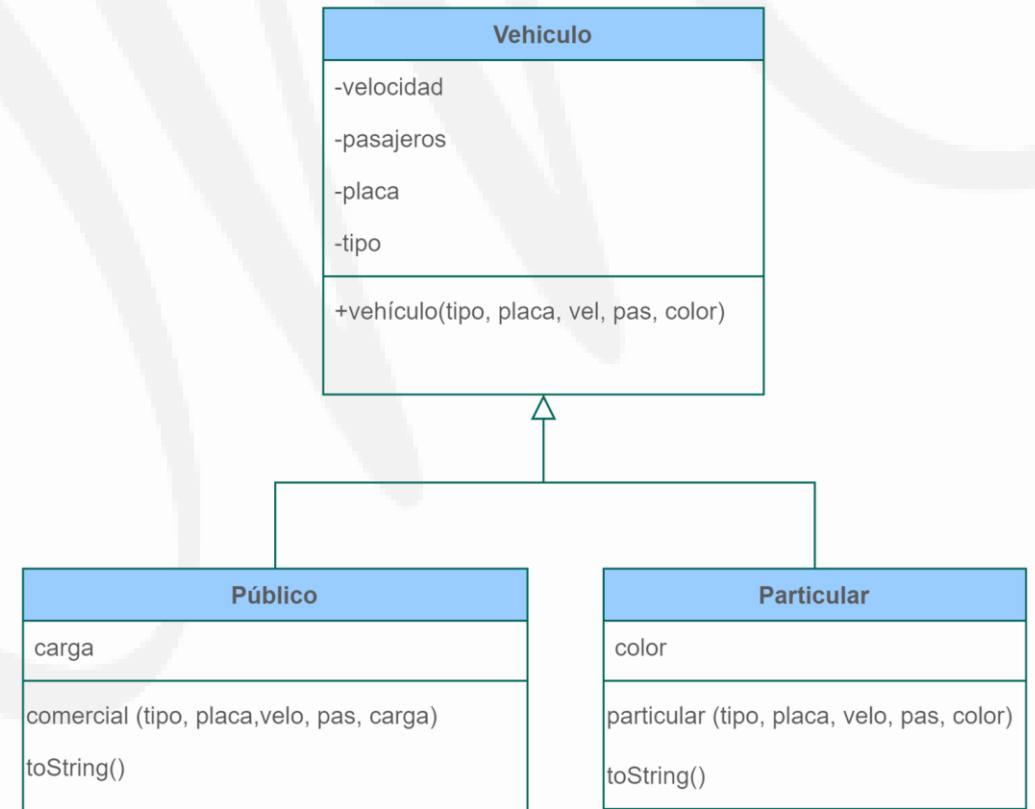 Vehiculo
-velocidad
-pasajeros
-placa
-tipo
+vehículo(tipo, placa, vel, pas, color)
Público
carga
comercial (tipo, placa,velo, pas, carga)
toString()
Particular
color
particular (tipo, placa, velo, pas, color)
toString()